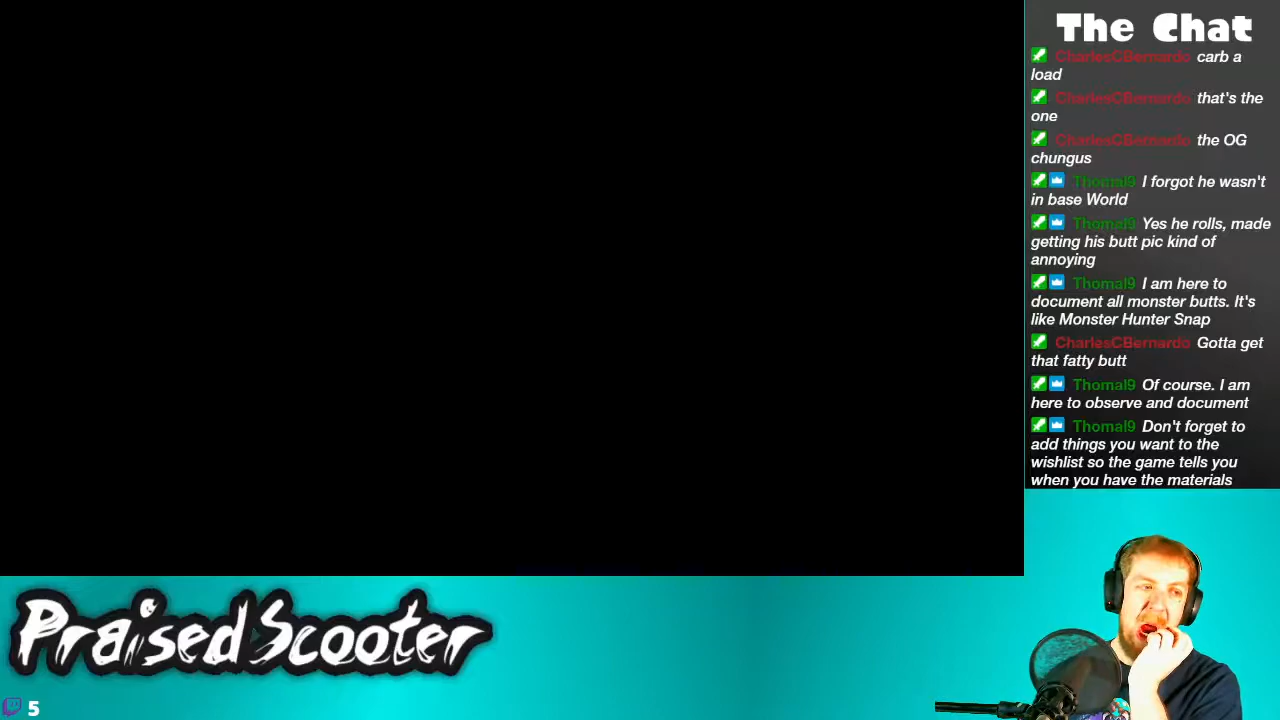 The Chat
CharlesCBernardo carb a
load
CharlesCBernardo that's the
one
CharlesCBernardo the OG
chungus
Thomal9 I forgot he wasn't
in base World
Thomal9 Yes he rolls, made
getting his butt pic kind of
annoying
Thomal9 I am here to
document all monster butts. It's
like Monster Hunter Snap
CharlesCBernardo Gotta get
that fatty butt
Thomal9 Of course. I am
here to observe and document
Thomal9 Don't forget to
add things you want to the
wishlist so the game tells you
when you have the materials
PraisedScooter
5